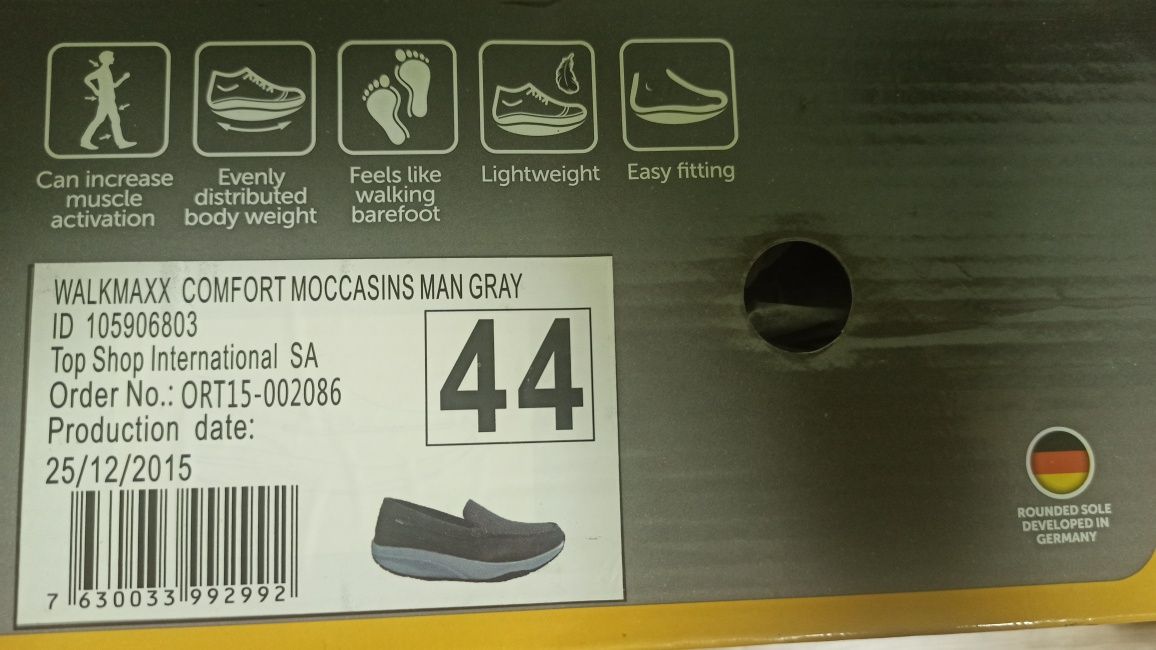 Can increase
muscle
activation
Evenly
distributed
body weight
Feels like
walking
barefoot
Lightweight
Easy fitting
WALKMAXX COMFORT MOCCASINS MAN GRAY
ID 105906803
Top Shop International SA
Order No.: ORT15-002086
Production date:
25/12/2015
44
7 630033 992992
ROUNDED SOLE
DEVELOPED IN
GERMANY